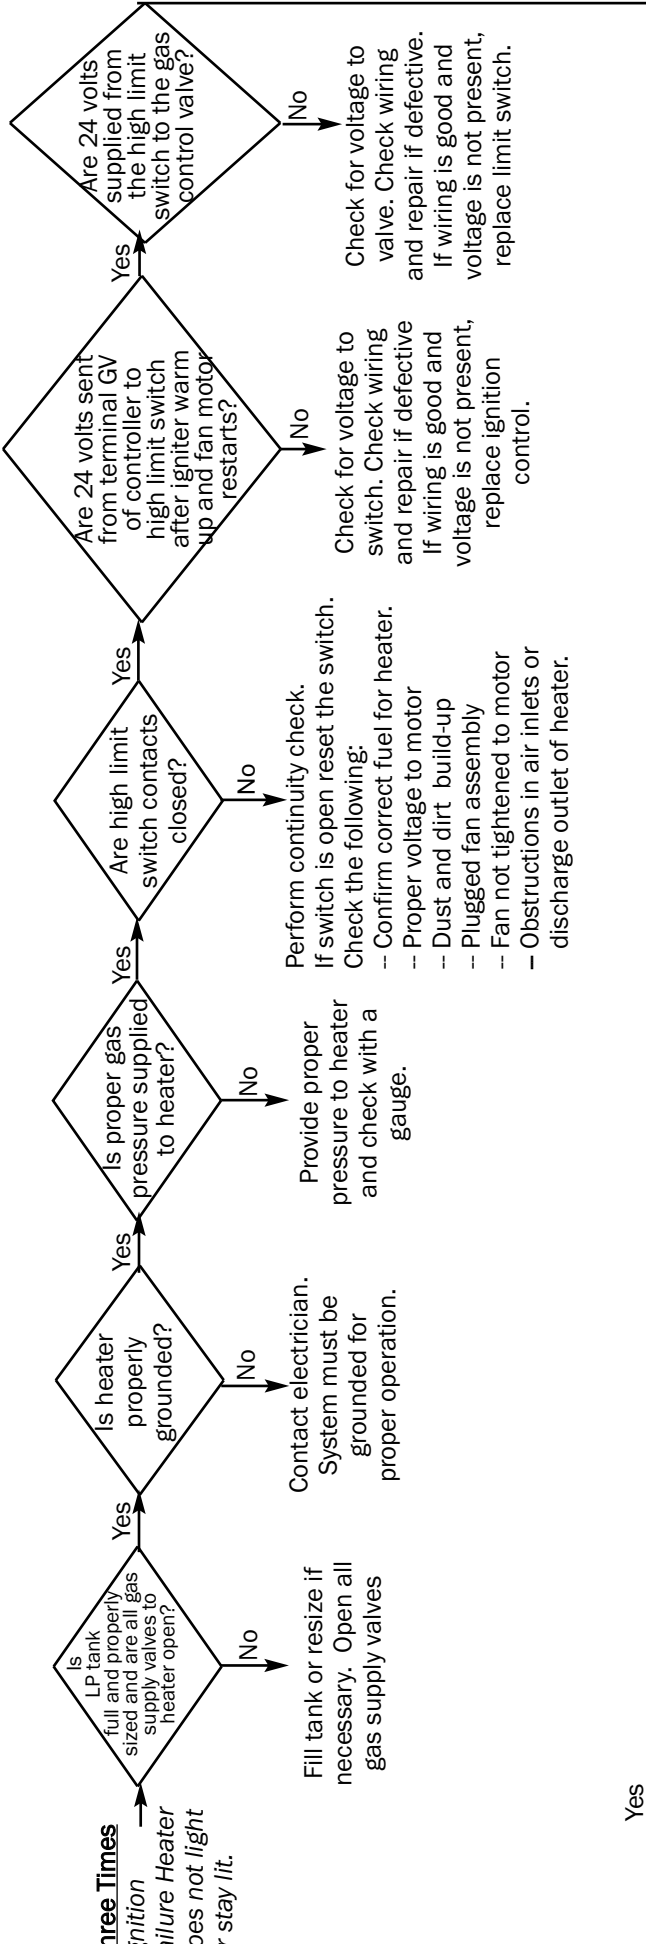 hree Times
nition
ailure Heater
oes not light
r stay lit.
Is
LP tank
full and properly
sized and are all gas
supply valves to
heater open?
Yes
No
Fill tank or resize if
necessary. Open all
gas supply valves
Is heater
properly
grounded?
Yes
No
Contact electrician.
System must be
grounded for
proper operation.
Is proper gas
pressure supplied
to heater?
Yes
No
Provide proper
pressure to heater
and check with a
gauge.
Are high limit
switch contacts
closed?
Yes
No
Perform continuity check.
If switch is open reset the switch.
Check the following:
-- Confirm correct fuel for heater.
-- Proper voltage to motor
-- Dust and dirt build-up
-- Plugged fan assembly
-- Fan not tightened to motor
– Obstructions in air inlets or
discharge outlet of heater.
Are 24 volts sent
from terminal GV
of controller to
high limit switch
after igniter warm
up and fan motor
restarts?
Yes
No
Check for voltage to
switch. Check wiring
and repair if defective
If wiring is good and
voltage is not present,
replace ignition
control.
Are 24 volts
supplied from
the high limit
switch to the gas
control valve?
No
Check for voltage to
valve. Check wiring
and repair if defective.
If wiring is good and
voltage is not present,
replace limit switch.
Yes